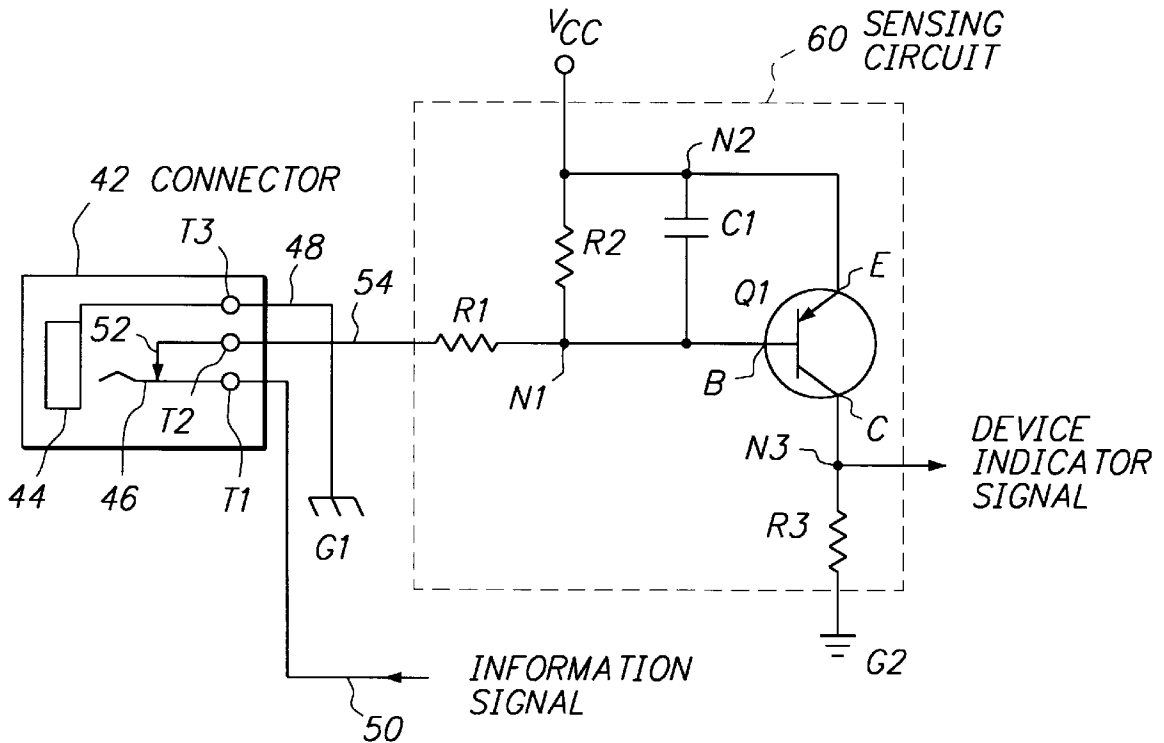 VCC
60 SENSING
CIRCUIT
N2
42 CONNECTOR
T3
48
54
R2
C1
E
Q1
52
R1
T2
N1
B
C
44
46
T1
G1
N3
DEVICE
INDICATOR
SIGNAL
R3
G2
INFORMATION
SIGNAL
50